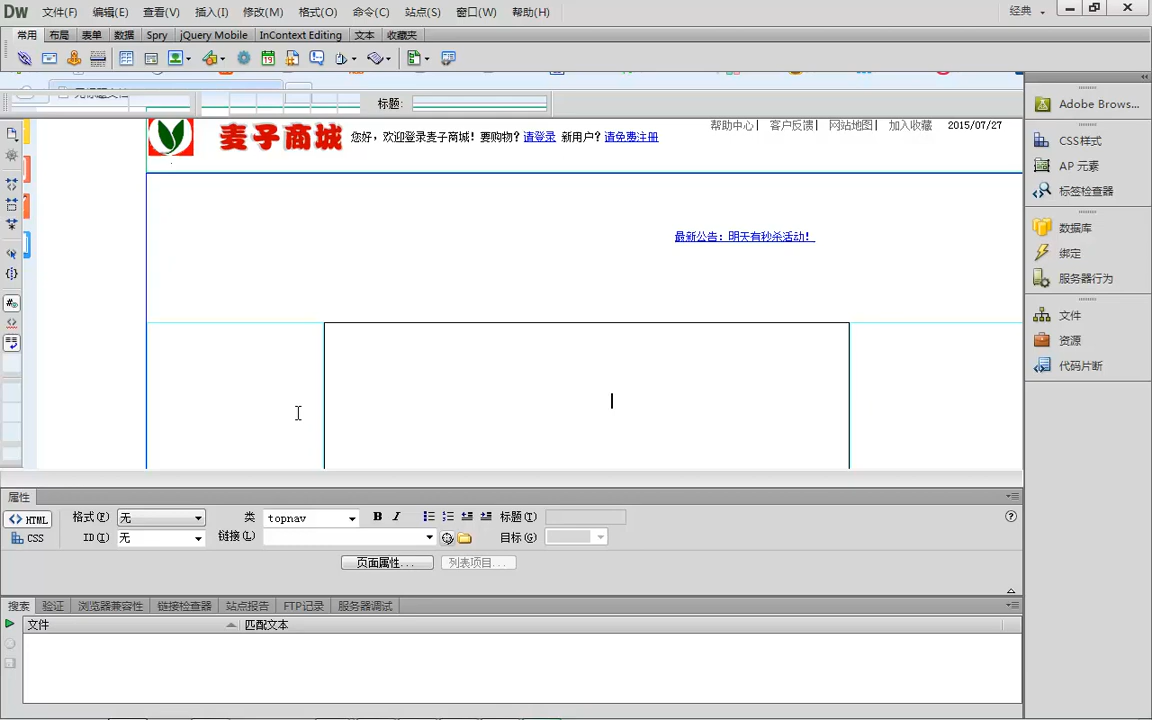 Dw 文件(F) 编辑(E) 查看(V) 插入(I) 修改(M) 格式(O) 命令(C) 站点(S) 窗口(W) 帮助(H) 经典
常用 布局 表单 数据 Spry jQuery Mobile InContext Editing 文本 收藏夹
标题:
麦子商城 您好，欢迎登录麦子商城！要购物？请登录 新用户？请免费注册
帮助中心| 客户反馈| 网站地图| 加入收藏 2015/07/27
最新公告：明天有秒杀活动！
Adobe Brows...
CSS样式
AP 元素
标签检查器
数据库
绑定
服务器行为
文件
资源
代码片断
属性
<> HTML 格式(F) 无 类 topnav B I 标题(T)
CSS ID(I) 无 链接(L) 目标(G)
页面属性... 列表项目...
搜索 验证 浏览器兼容性 链接检查器 站点报告 FTP记录 服务器调试
文件 匹配文本